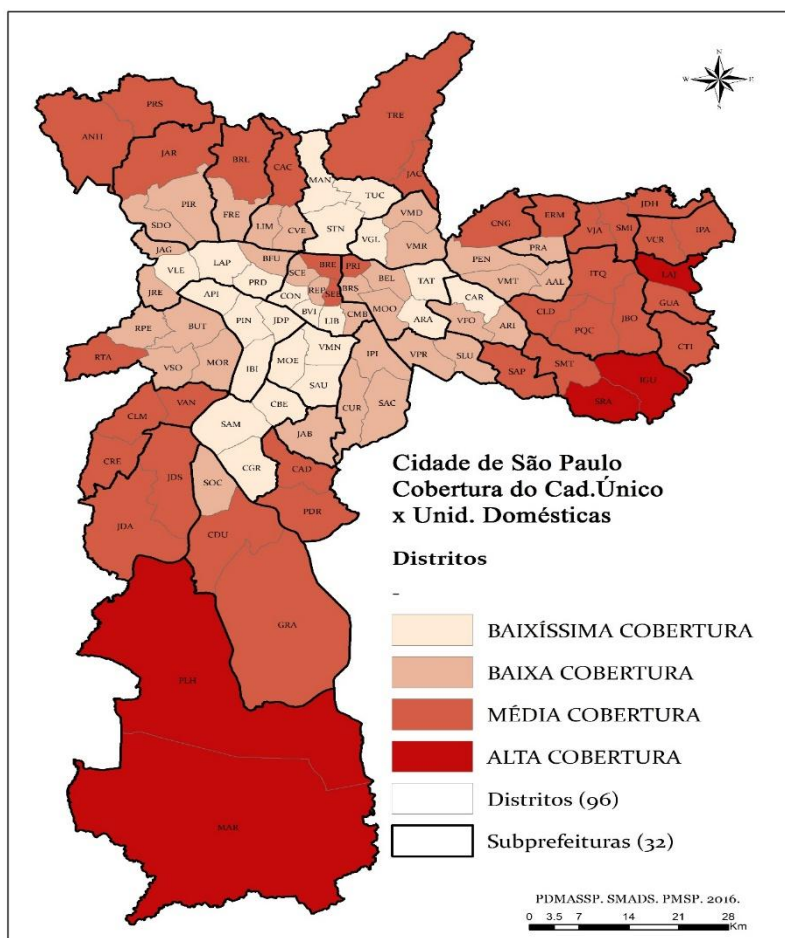 N
W E
S
TRE
PRS
ANH
JAR
BRL
CAC
JAC
MAN
TUC
PIR
SDO
FRE
LIM
CVE
STN
VGL
VMD
VMR
CNG
ERM
VJA
SMI
JDH
VCR
IPA
PRA
PEN
JAG
VLE
LAP
BFU
BRE
PRI
SCE
REP
SEE
BRS
BEL
TAT
CAR
VMT
AAL
ITQ
LAJ
GUA
JRE
API
PRD
CON
BVI
LIB
CMB
MOO
ARA
VFO
ARI
CLD
PQC
JBO
CTI
RPE
BUT
PIN
JDP
RTA
VSO
MOR
IBI
MOE
VMN
SAU
IPI
VPR
SLU
SAP
SMT
IGU
SRA
CUR
SAC
CBE
JAB
VAN
CLM
SAM
CRE
JDS
CGR
SOC
CAD
PDR
JDA
CDU
GRA
PLH
MAR
Cidade de São Paulo
Cobertura do Cad.Único
x Unid. Domésticas
Distritos
-
BAIXÍSSIMA COBERTURA
BAIXA COBERTURA
MÉDIA COBERTURA
ALTA COBERTURA
Distritos (96)
Subprefeituras (32)
PDMASSP. SMADS. PMSP. 2016.
0 3.5 7 14 21 28
Km